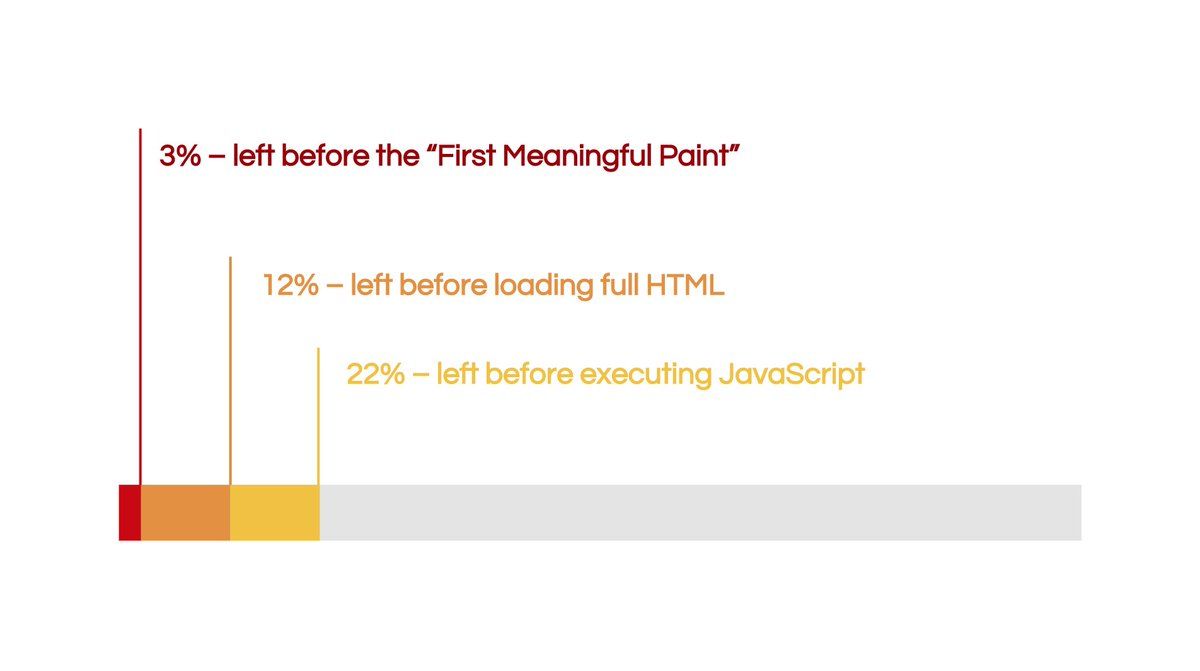 3% – left before the “First Meaningful Paint”
12% – left before loading full HTML
22% – left before executing JavaScript